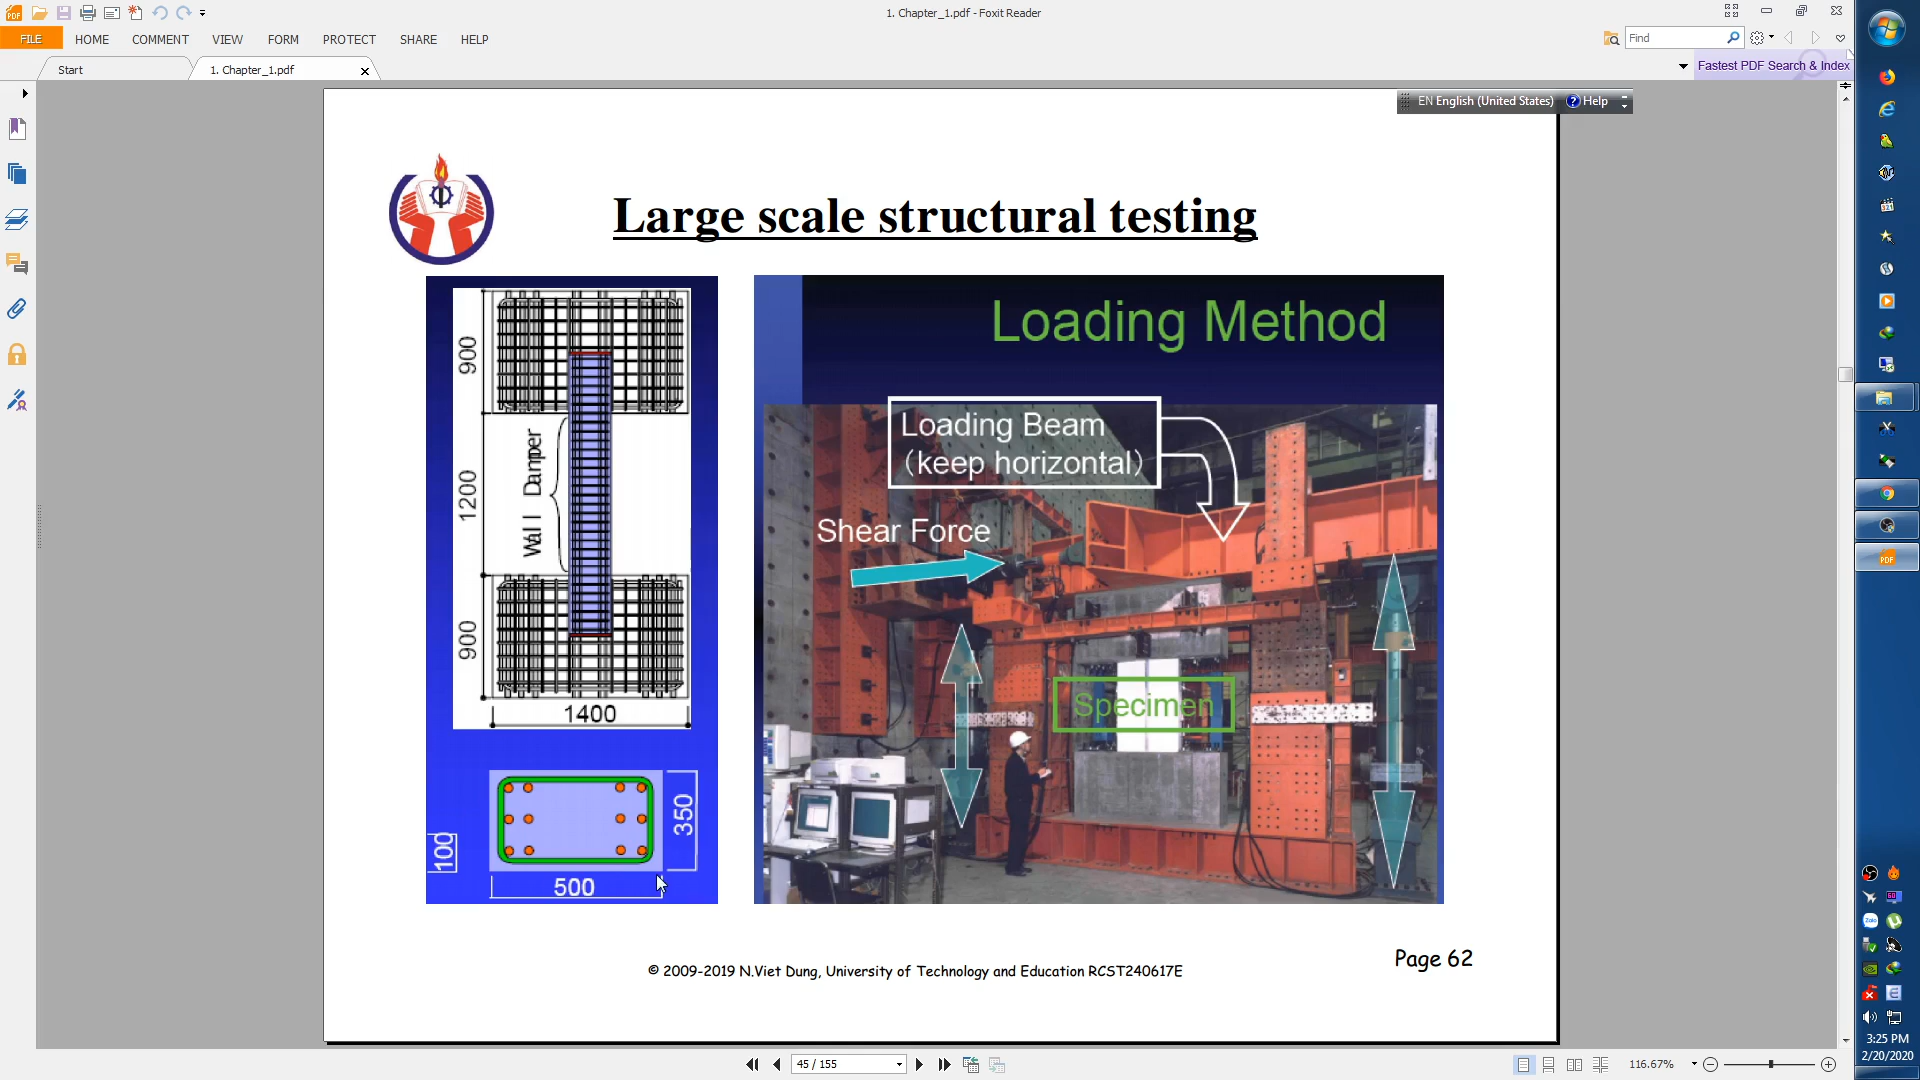 1. Chapter_1.pdf - Foxit Reader
FILE HOME COMMENT VIEW FORM PROTECT SHARE HELP
Find
Start
1. Chapter_1.pdf
Fastest PDF Search & Index
EN English (United States) Help
Large scale structural testing
900
1200
900
Wall Damper
1400
100
350
500
Loading Method
Loading Beam
(keep horizontal)
Shear Force
Specimen
© 2009-2019 N.Viet Dung, University of Technology and Education RCST240617E
Page 62
45 / 155
116.67%
3:25 PM
2/20/2020